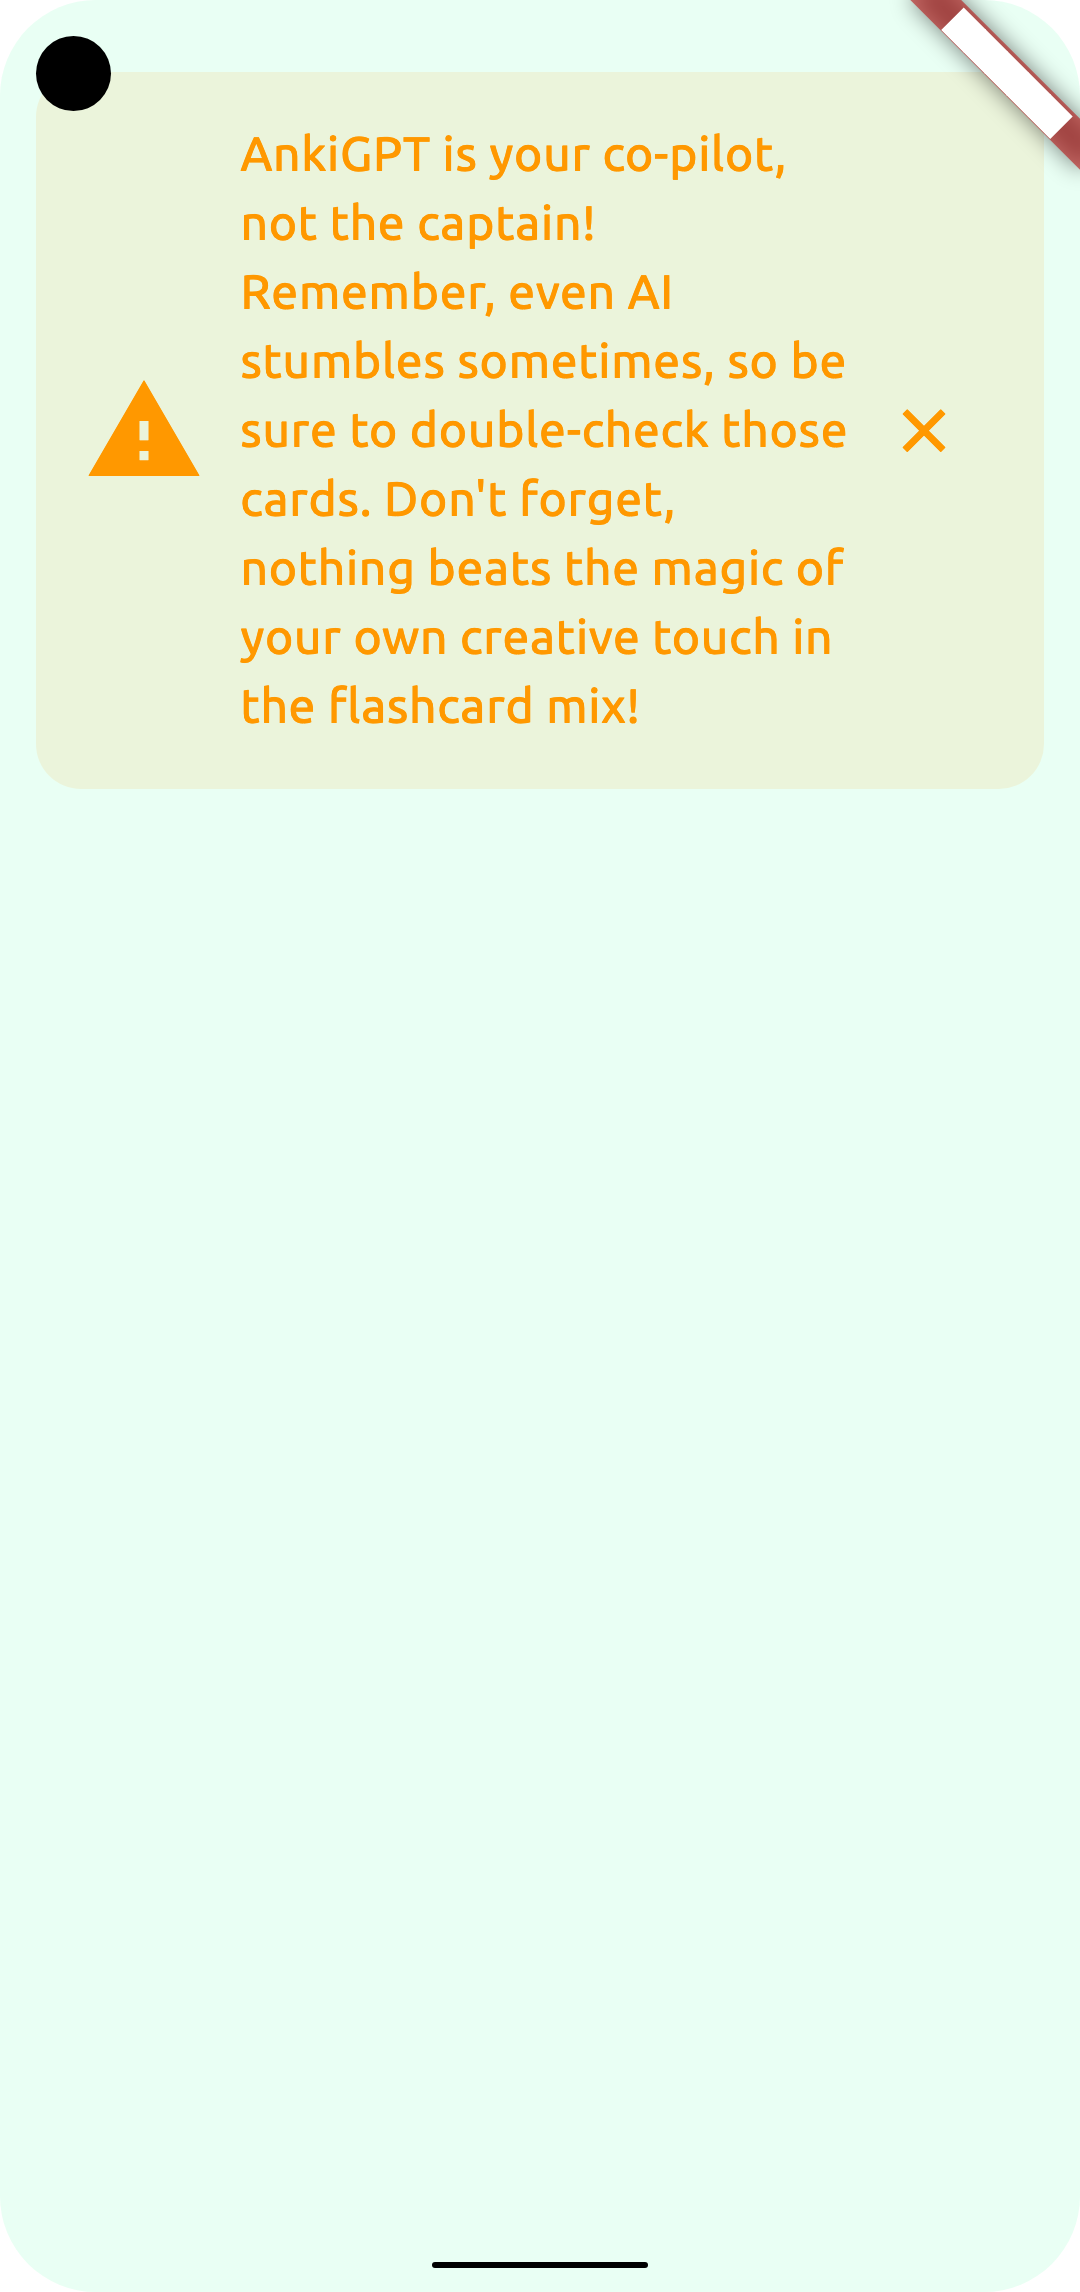 AnkiGPT is your co-pilot,
not the captain!
Remember, even AI
stumbles sometimes, so be
sure to double-check those
cards. Don't forget,
nothing beats the magic of
your own creative touch in
the flashcard mix!